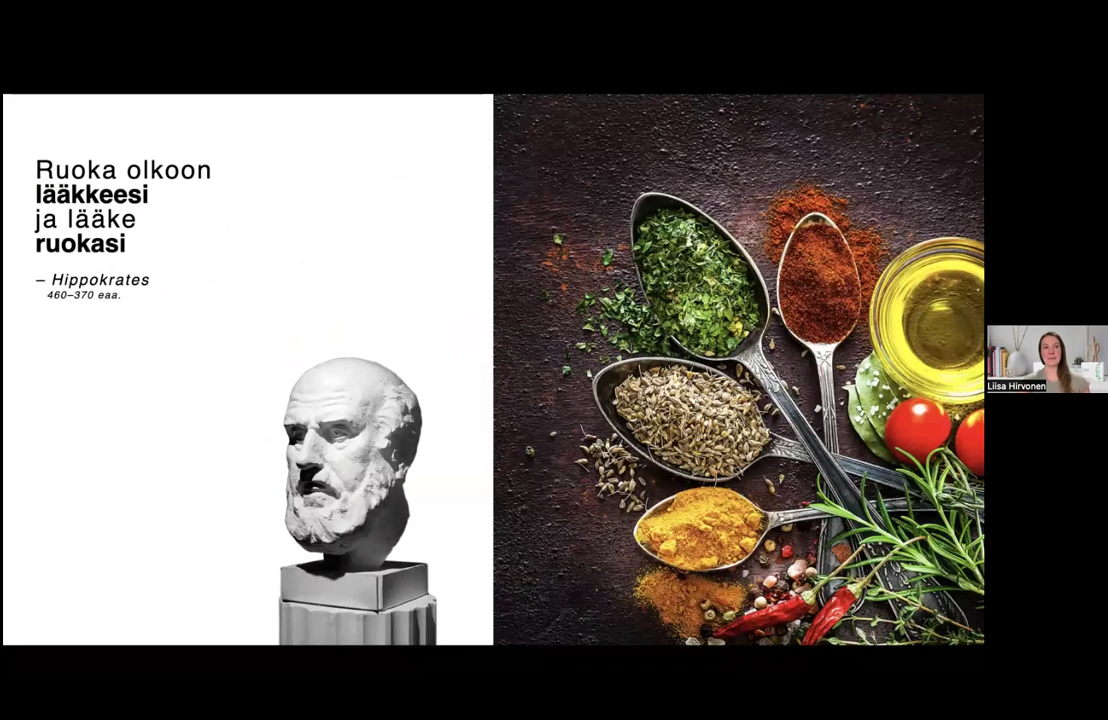 Ruoka olkoon
lääkkeesi
ja lääke
ruokasi
– Hippokrates
460–370 eaa.
Liisa Hirvonen